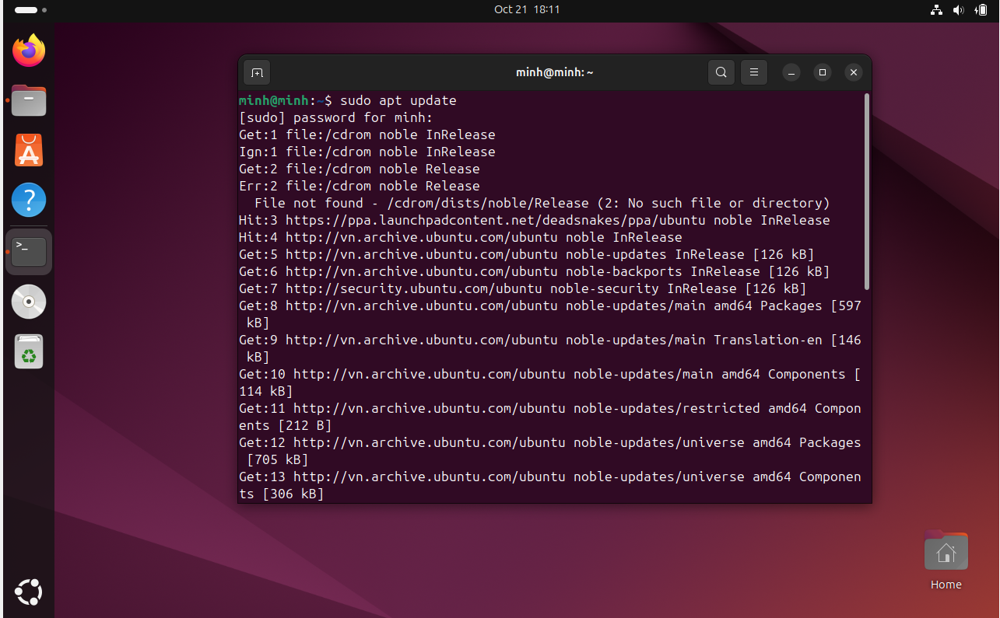 Oct 21 18:11
minh@minh: ~
minh@minh:~$ sudo apt update
[sudo] password for minh:
Get:1 file:/cdrom noble InRelease
Ign:1 file:/cdrom noble InRelease
Get:2 file:/cdrom noble Release
Err:2 file:/cdrom noble Release
  File not found - /cdrom/dists/noble/Release (2: No such file or directory)
Hit:3 https://ppa.launchpadcontent.net/deadsnakes/ppa/ubuntu noble InRelease
Hit:4 http://vn.archive.ubuntu.com/ubuntu noble InRelease
Get:5 http://vn.archive.ubuntu.com/ubuntu noble-updates InRelease [126 kB]
Get:6 http://vn.archive.ubuntu.com/ubuntu noble-backports InRelease [126 kB]
Get:7 http://security.ubuntu.com/ubuntu noble-security InRelease [126 kB]
Get:8 http://vn.archive.ubuntu.com/ubuntu noble-updates/main amd64 Packages [597
 kB]
Get:9 http://vn.archive.ubuntu.com/ubuntu noble-updates/main Translation-en [146
 kB]
Get:10 http://vn.archive.ubuntu.com/ubuntu noble-updates/main amd64 Components [
114 kB]
Get:11 http://vn.archive.ubuntu.com/ubuntu noble-updates/restricted amd64 Compon
ents [212 B]
Get:12 http://vn.archive.ubuntu.com/ubuntu noble-updates/universe amd64 Packages
 [705 kB]
Get:13 http://vn.archive.ubuntu.com/ubuntu noble-updates/universe amd64 Componen
ts [306 kB]
Home